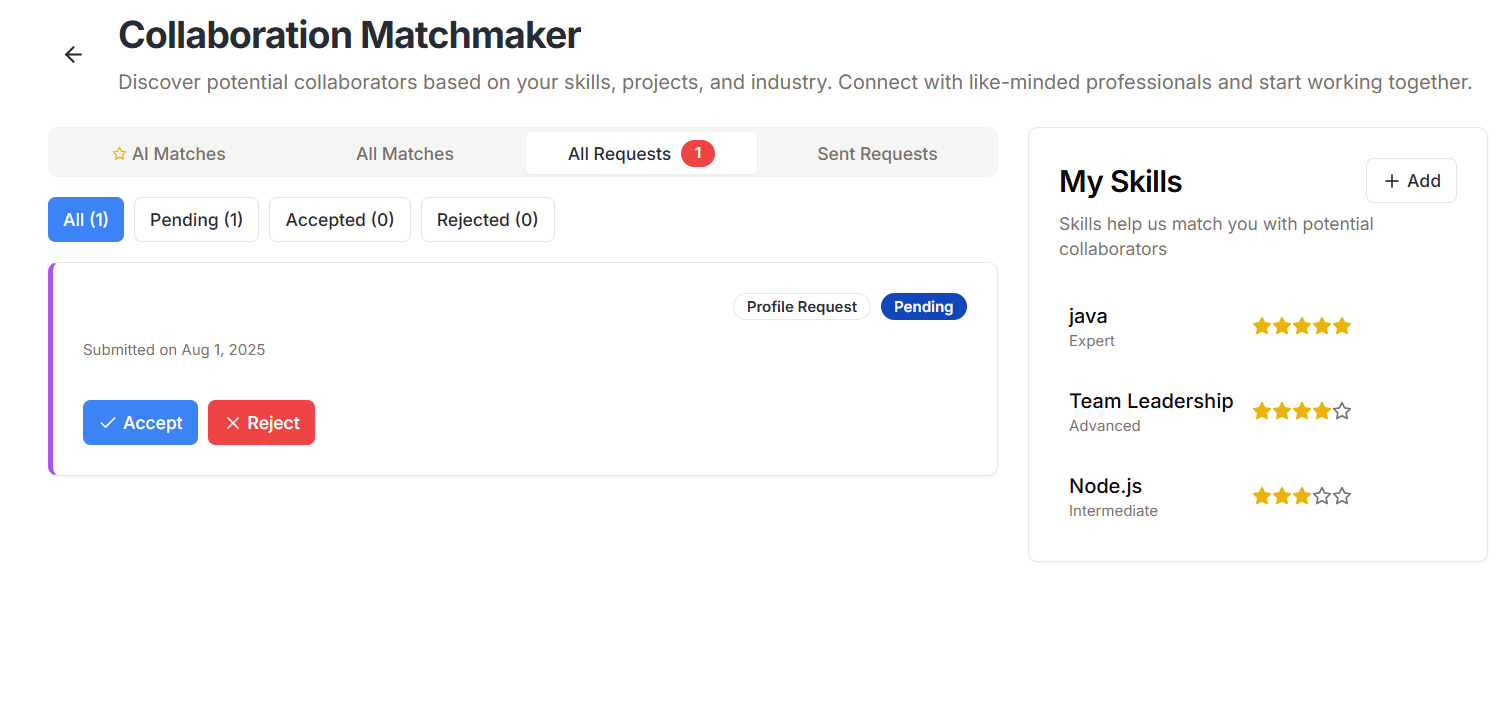 Collaboration Matchmaker
Discover potential collaborators based on your skills, projects, and industry. Connect with like-minded professionals and start working together.
AI Matches
All Matches
All Requests 1
Sent Requests
All (1)
Pending (1)
Accepted (0)
Rejected (0)
Profile Request
Pending
Submitted on Aug 1, 2025
Accept
Reject
My Skills
+ Add
Skills help us match you with potential
collaborators
java
Expert
Team Leadership
Advanced
Node.js
Intermediate